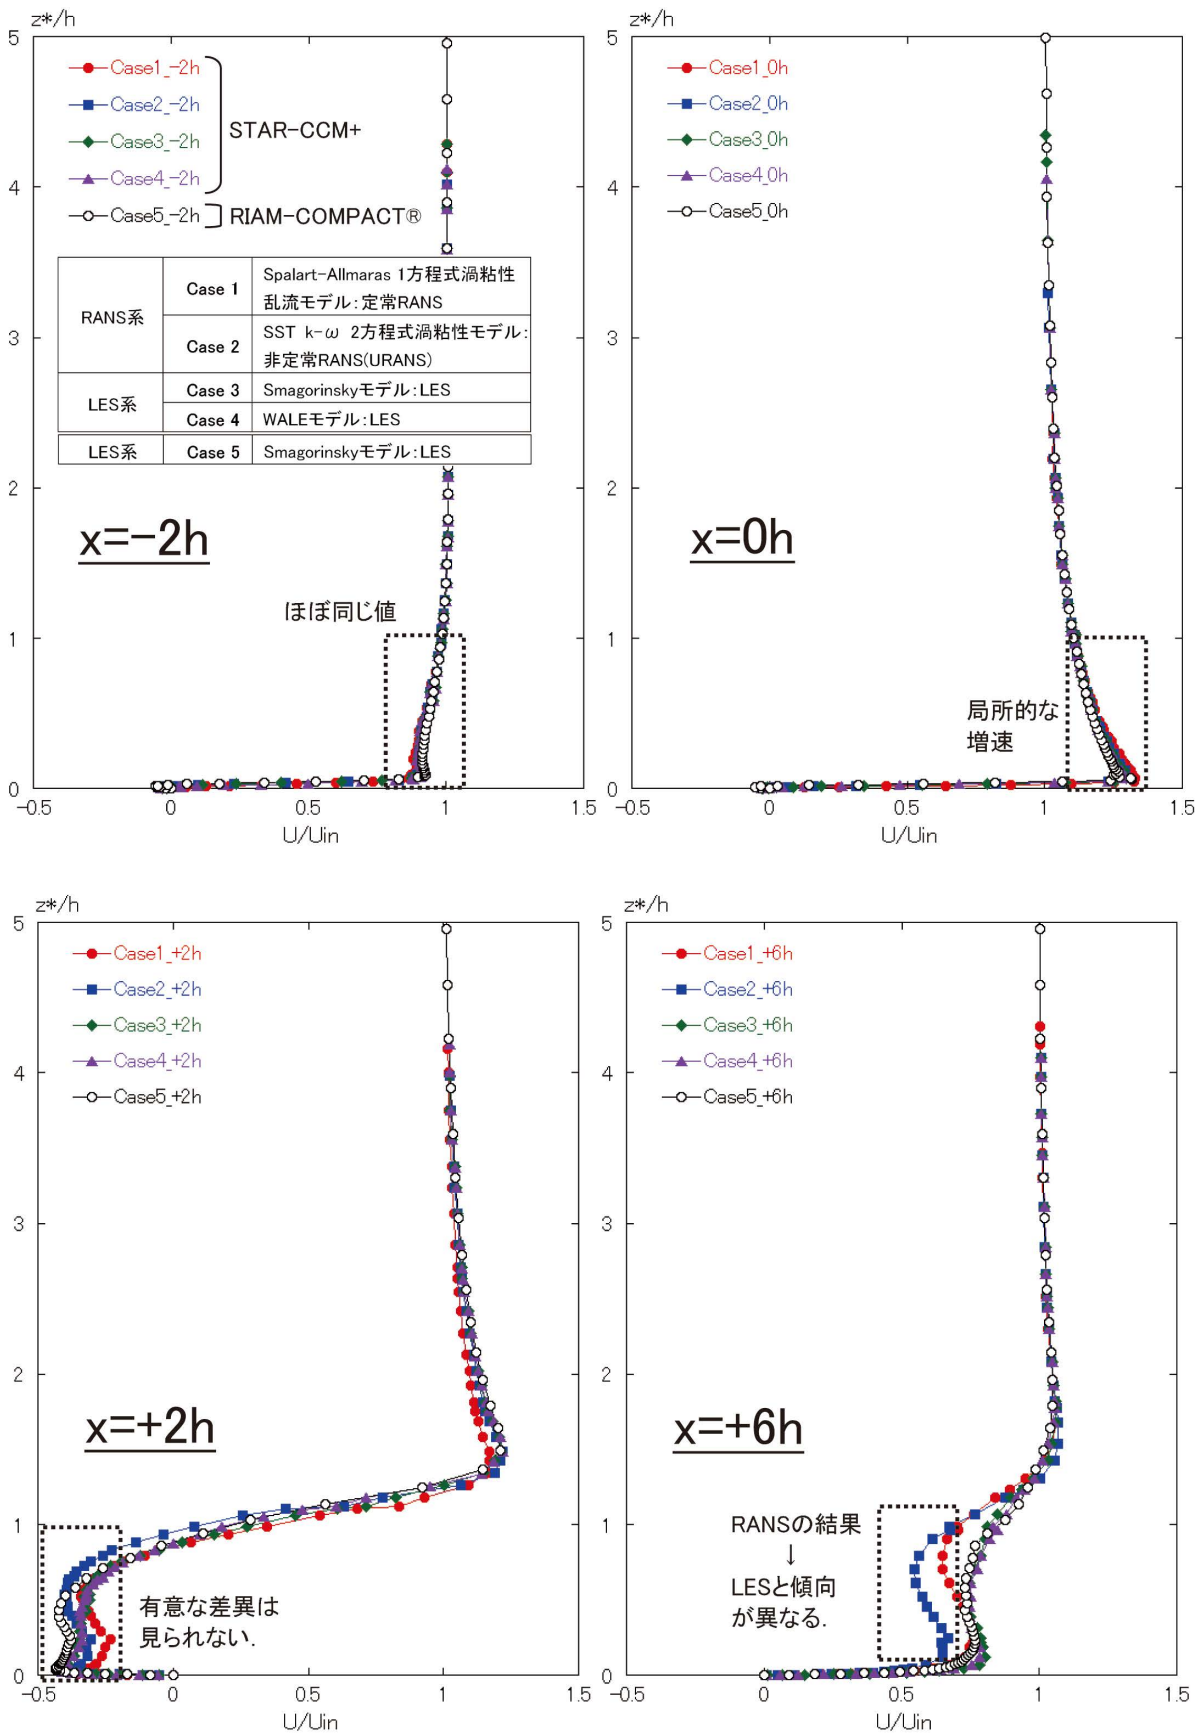 z*/h
5
4
3
2
1
0
Case1_-2h
Case2_-2h
Case3_-2h
Case4_-2h
Case5_-2h
STAR-CCM+
RIAM-COMPACT®
RANS系
Case 1
Spalart-Allmaras 1方程式渦粘性
乱流モデル:定常RANS
Case 2
SST k-ω 2方程式渦粘性モデル:
非定常RANS(URANS)
LES系
Case 3
Smagorinskyモデル:LES
Case 4
WALEモデル:LES
LES系
Case 5
Smagorinskyモデル:LES
x=-2h
ほぼ同じ値
-0.5 0 0.5 1 1.5
U/Uin
z*/h
5
4
3
2
1
0
Case1_0h
Case2_0h
Case3_0h
Case4_0h
Case5_0h
x=0h
局所的な
増速
-0.5 0 0.5 1 1.5
U/Uin
z*/h
5
4
3
2
1
0
Case1_+2h
Case2_+2h
Case3_+2h
Case4_+2h
Case5_+2h
x=+2h
有意な差異は
見られない.
-0.5 0 0.5 1 1.5
U/Uin
z*/h
5
4
3
2
1
0
Case1_+6h
Case2_+6h
Case3_+6h
Case4_+6h
Case5_+6h
x=+6h
RANSの結果
↓
LESと傾向
が異なる.
-0.5 0 0.5 1 1.5
U/Uin